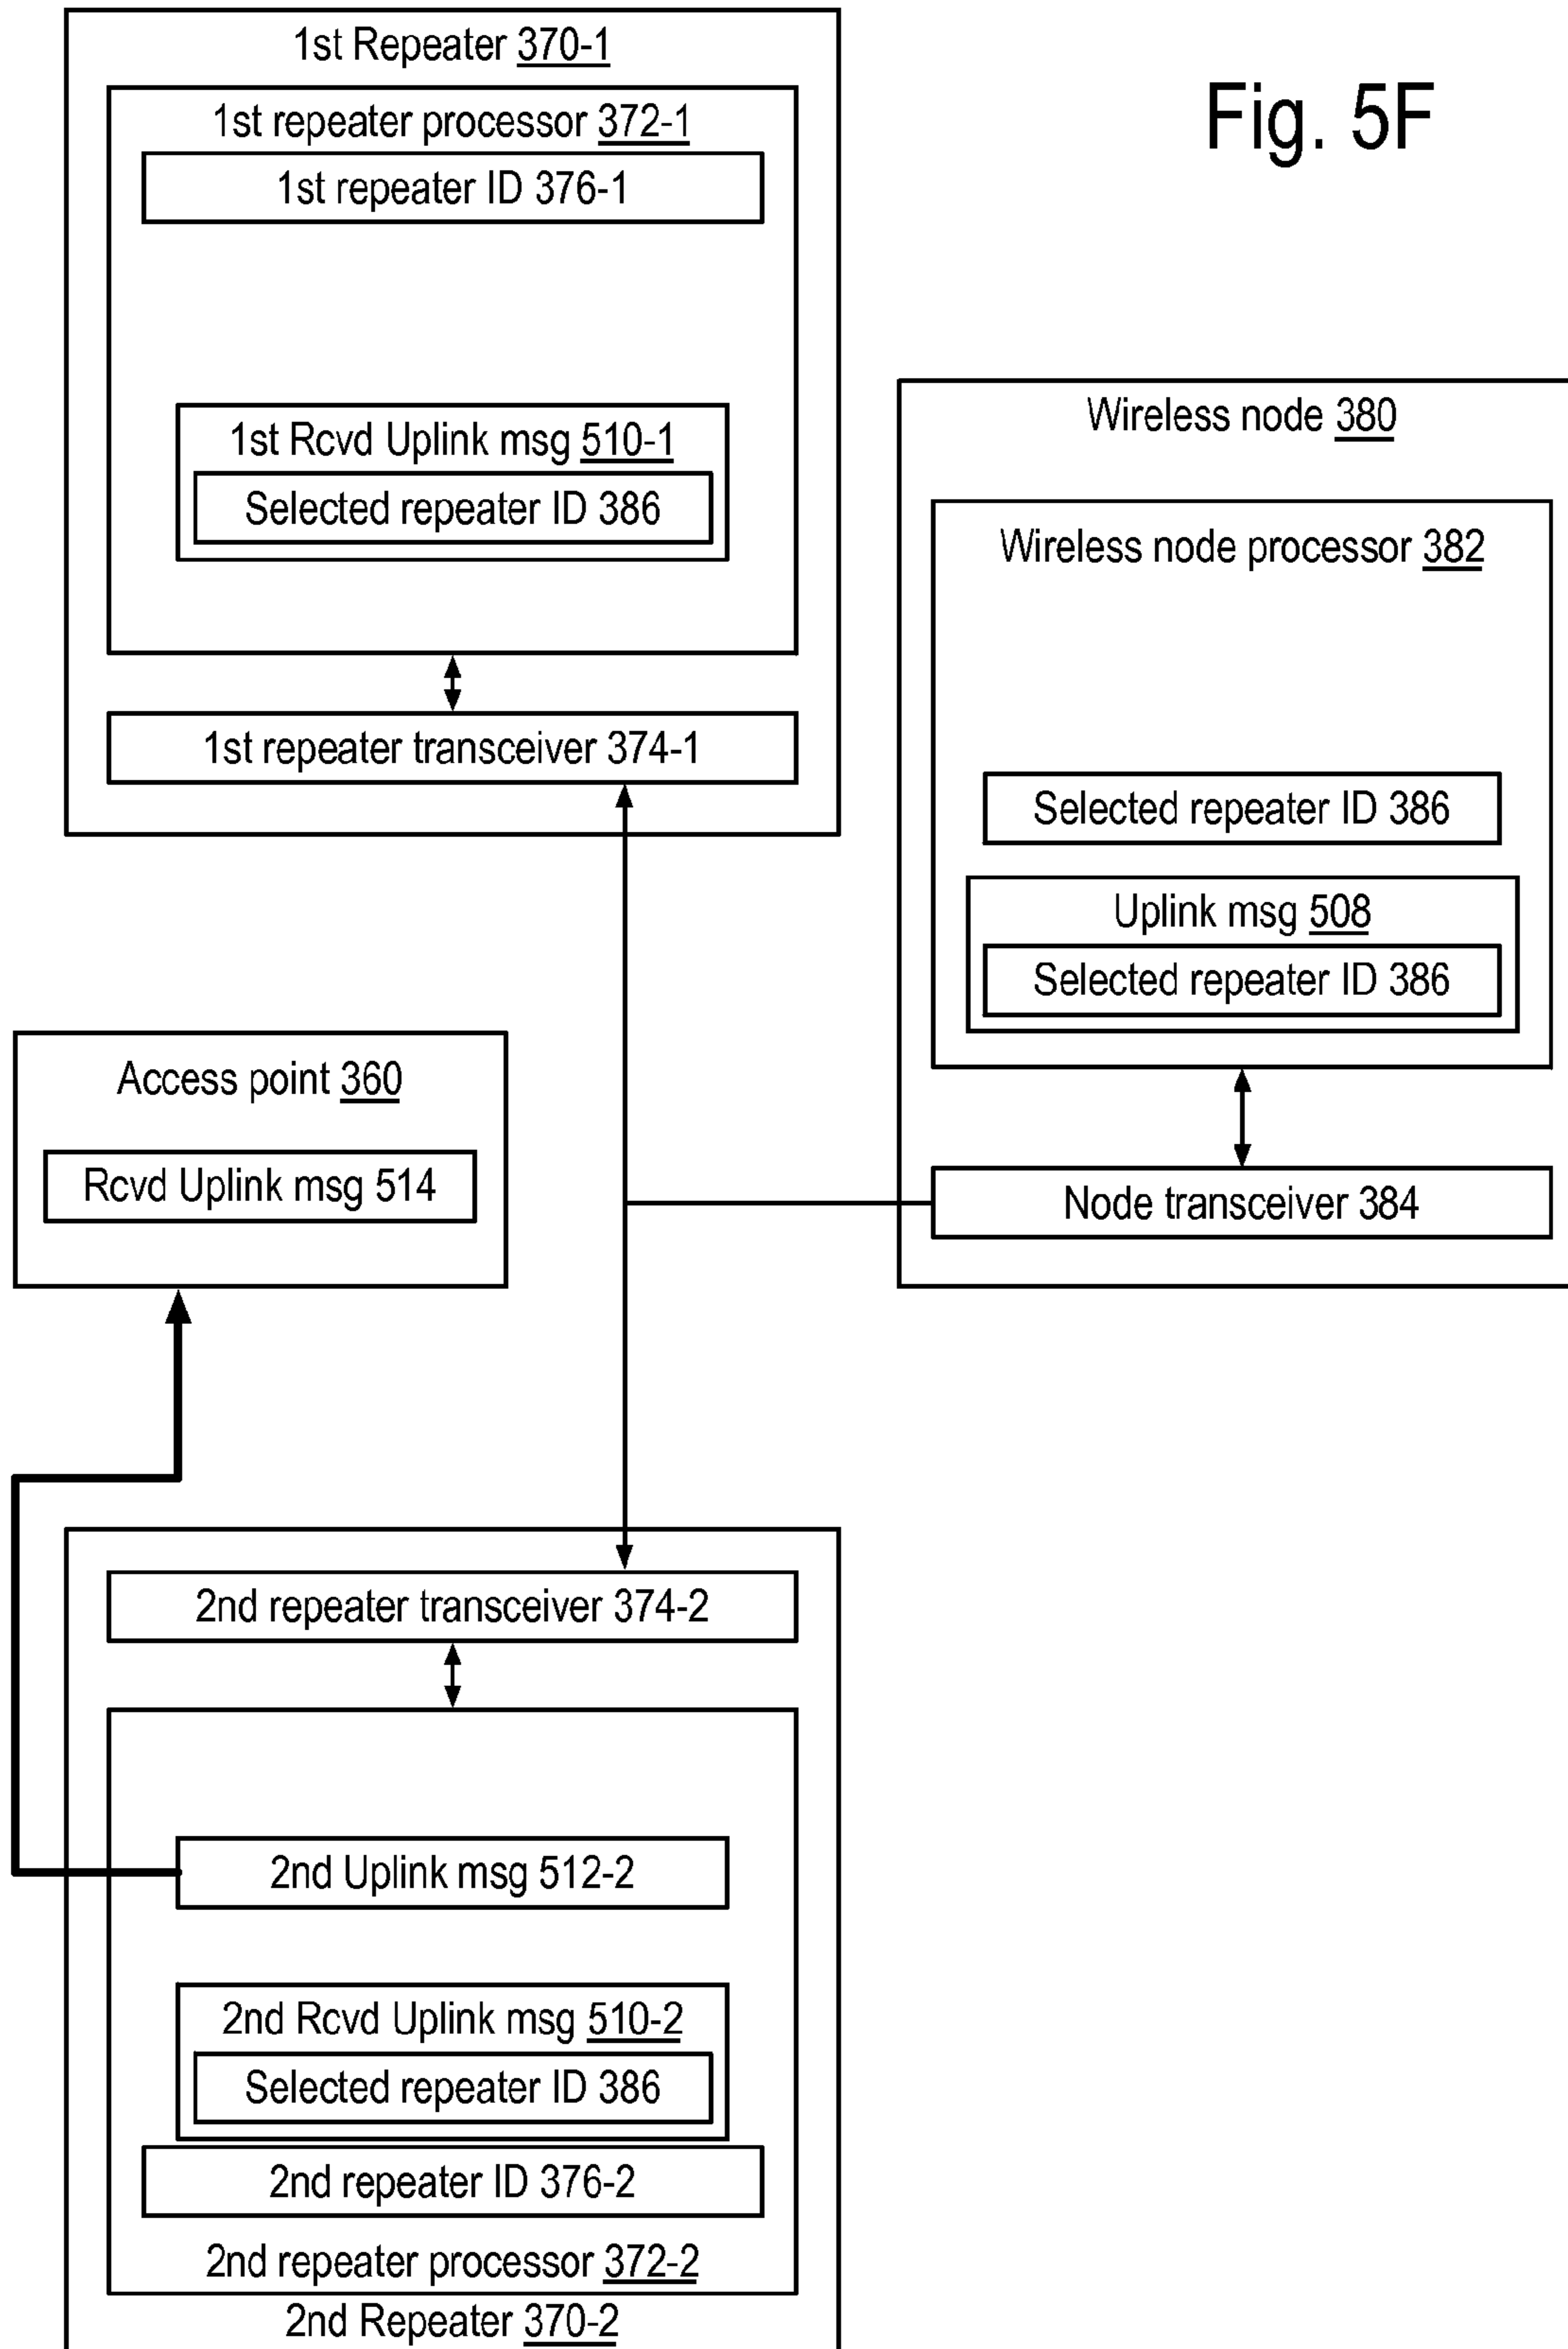 1st Repeater 370-1
Fig. 5F
1st repeater processor 372-1
1st repeater ID 376-1
1st Rcvd Uplink msg 510-1
Selected repeater ID 386
1st repeater transceiver 374-1
Wireless node 380
Wireless node processor 382
Selected repeater ID 386
Uplink msg 508
Selected repeater ID 386
Node transceiver 384
Access point 360
Rcvd Uplink msg 514
2nd repeater transceiver 374-2
2nd Uplink msg 512-2
2nd Rcvd Uplink msg 510-2
Selected repeater ID 386
2nd repeater ID 376-2
2nd repeater processor 372-2
2nd Repeater 370-2